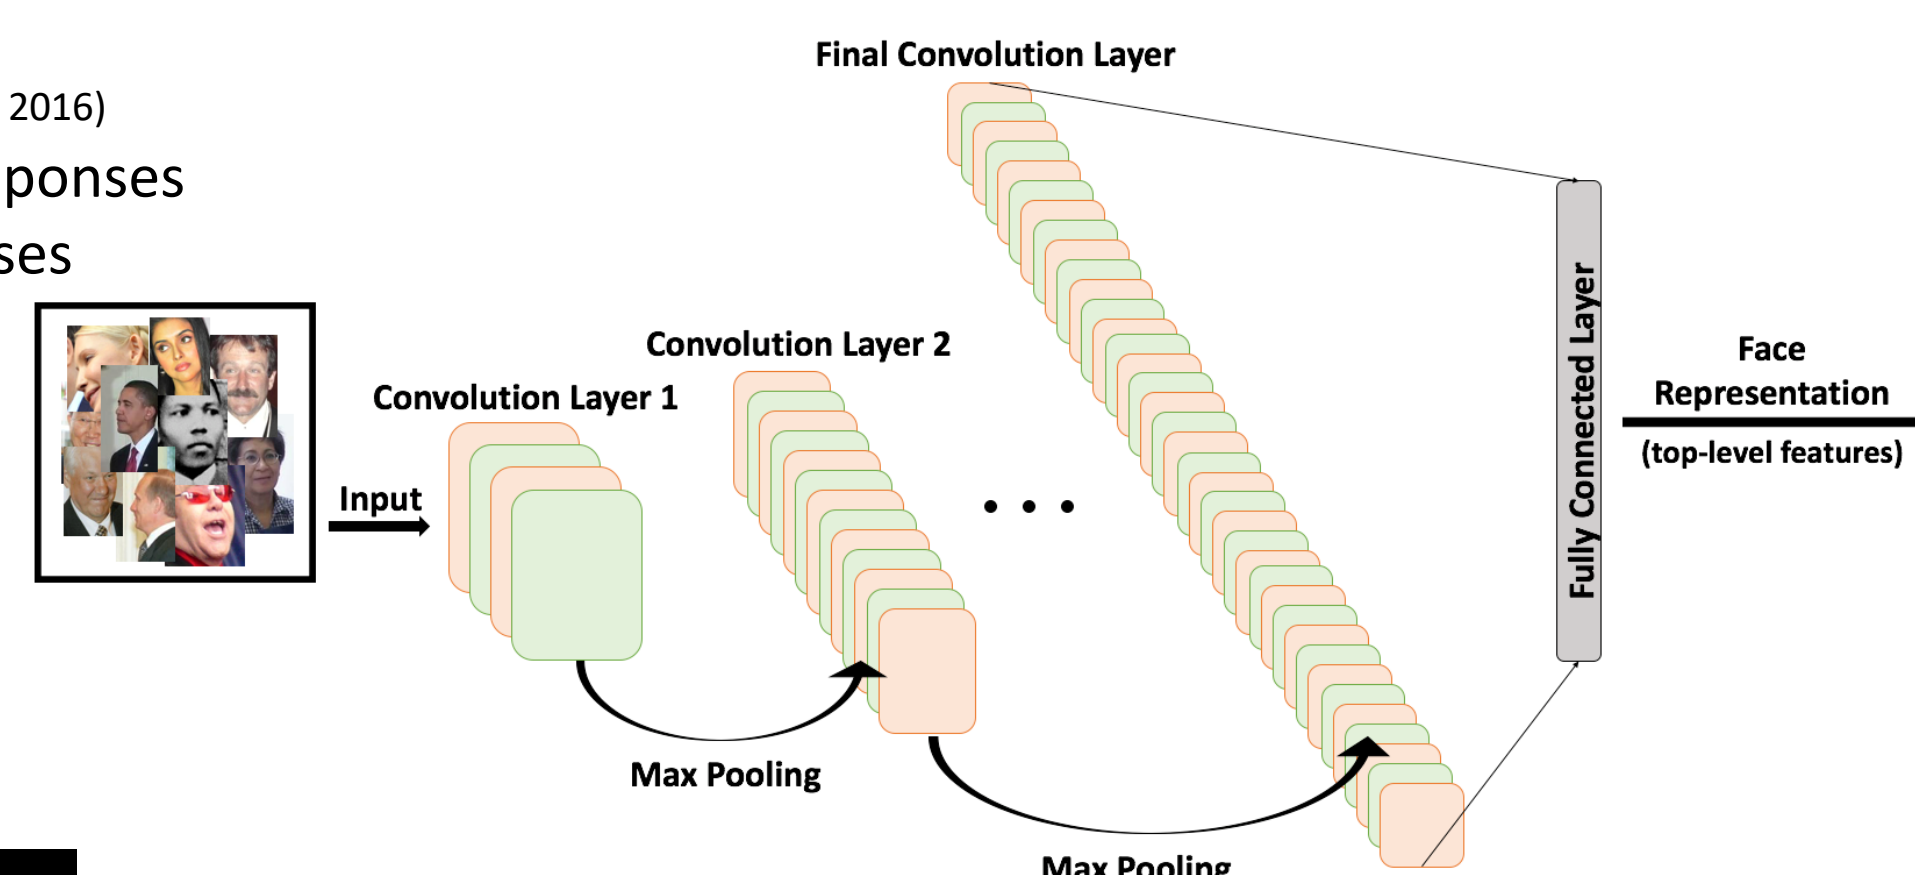 2016)
ponses
ses
Final Convolution Layer
Convolution Layer 2
Convolution Layer 1
Input
Max Pooling
Max Pooling
Fully Connected Layer
Face
Representation
(top-level features)